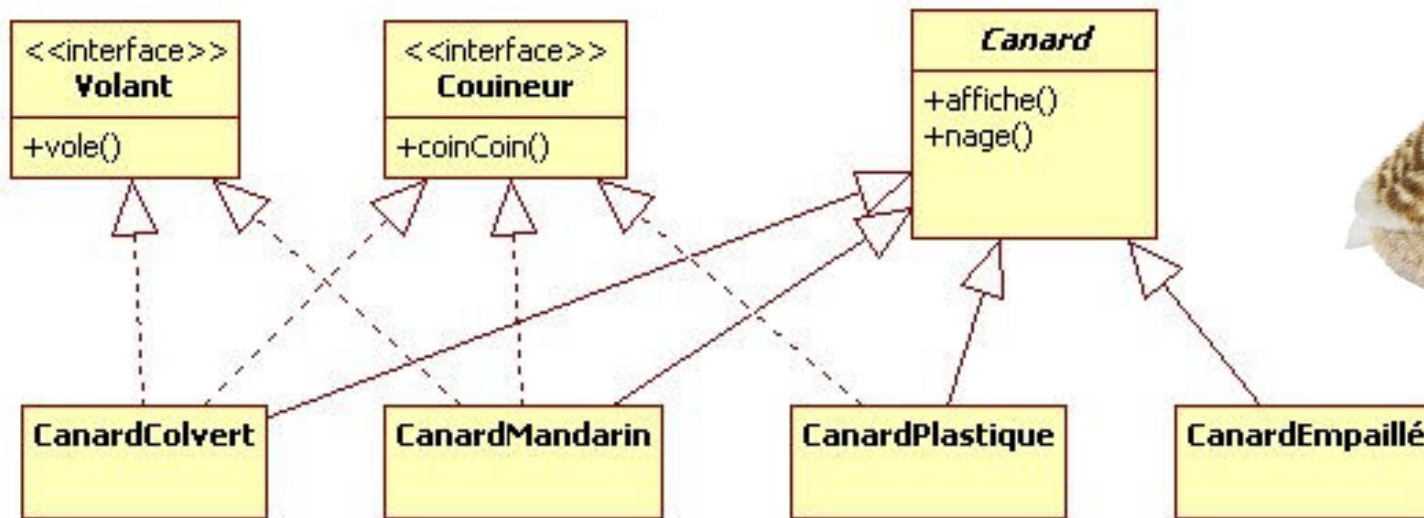 <<interface>>
Volant
+vole()
<<interface>>
Couineur
+coinCoin()
Canard
+affiche()
+nage()
CanardColvert
CanardMandarin
CanardPlastique
CanardEmpaillé